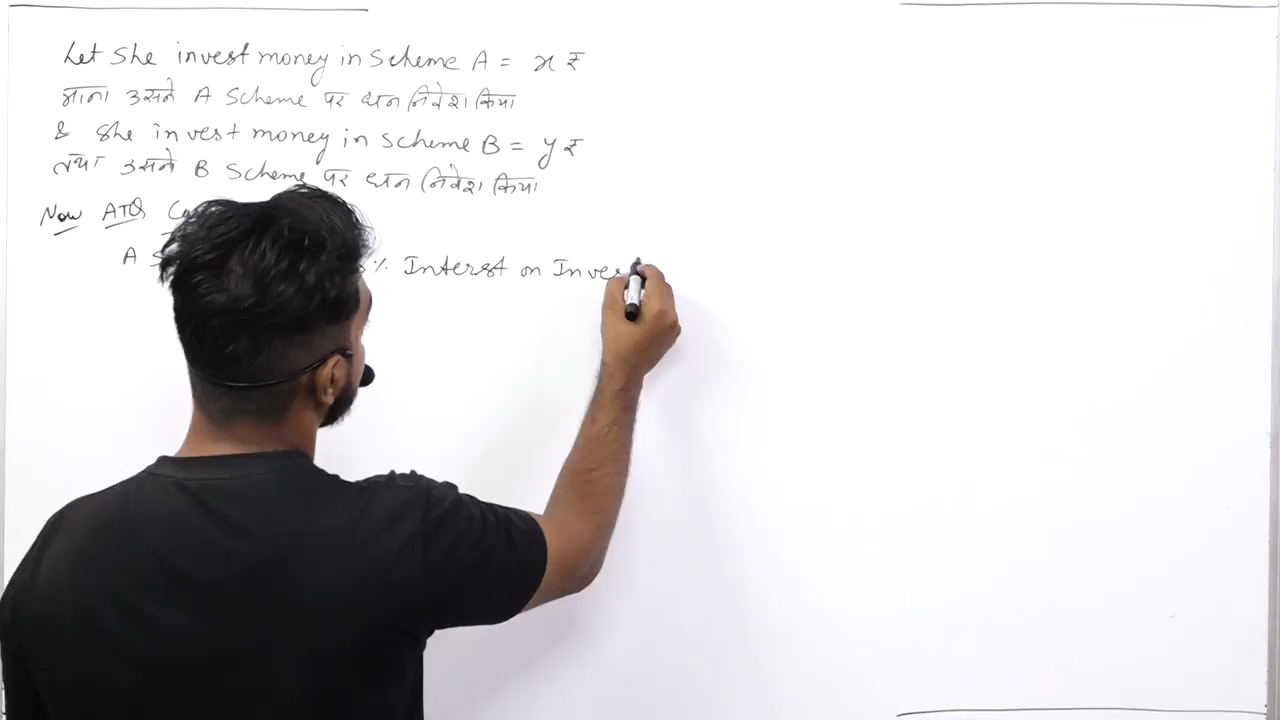 Let She invest money in Scheme A = x ₹
माना उसने A Scheme पर धन निवेश किया
& She invest money in Scheme B = y ₹
तथा उसने B Scheme पर धन निवेश किया
Now ATQ
A % Interst on Inves